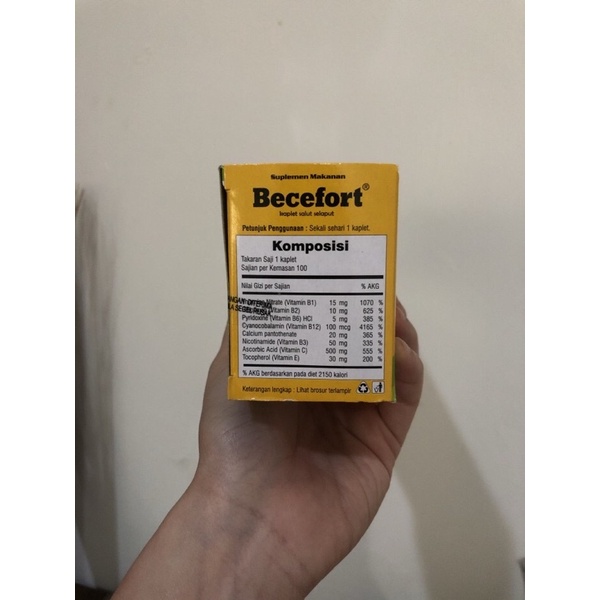 Suplemen Makanan
Becefort®
kaplet salut selaput
Petunjuk Penggunaan : Sekali sehari 1 kaplet.
Komposisi
Takaran Saji 1 kaplet
Sajian per Kemasan 100
Nilai Gizi per Sajian % AKG
Nitrate (Vitamin B1) 15 mg 1070 %
(Vitamin B2) 10 mg 625 %
Pyridoxine (Vitamin B6) HCl 5 mg 385 %
Cyanocobalamin (Vitamin B12) 100 mcg 4165 %
Calcium pantothenate 20 mg 365 %
Nicotinamide (Vitamin B3) 50 mg 335 %
Ascorbic Acid (Vitamin C) 500 mg 555 %
Tocopherol (Vitamin E) 30 mg 200 %
% AKG berdasarkan pada diet 2150 kalori
Keterangan lengkap : Lihat brosur terlampir